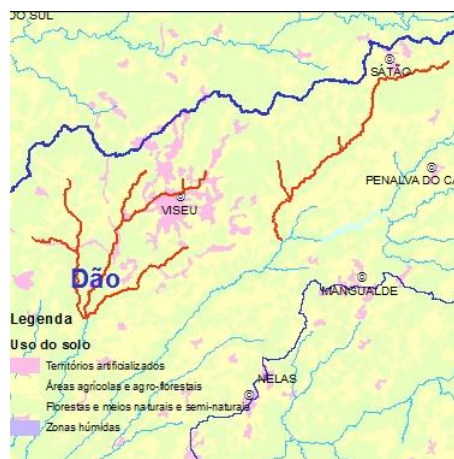 DO SUL
SÁTÃO
PENALVA DO CA
VISEU
Dão
MANGUALDE
Legenda
Uso do solo
Territórios artificializados
Áreas agrícolas e agro-florestais
NELAS
Florestas e meios naturais e semi-naturais
Zonas húmidas